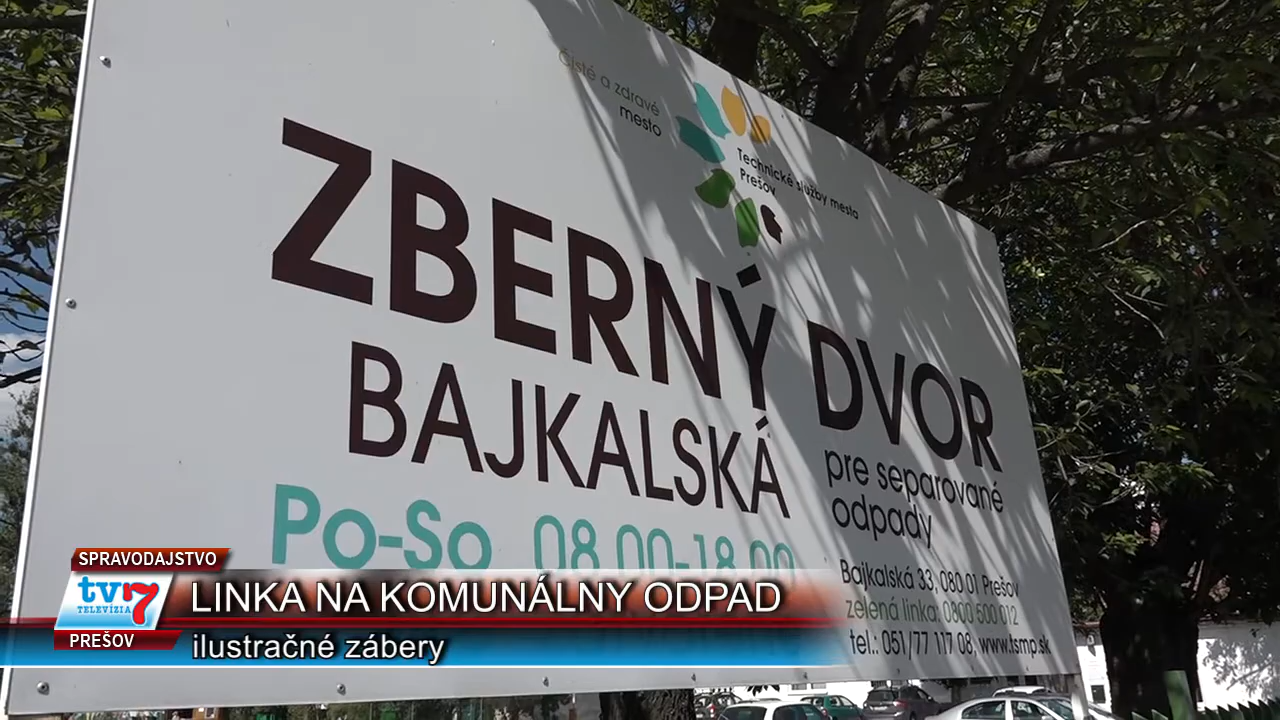 Čisté a zdravé
mesto
Technické služby mesta
Prešov
ZBERNÝ DVOR
BAJKALSKÁ
pre separované
odpady
Po-So 08.00-18.00
Bajkalská 33, 080 01 Prešov
zelená linka: 0800 500 012
tel.: 051/77 117 08, www.tsmp.sk
SPRAVODAJSTVO
tv7
TELEVÍZIA
PREŠOV
LINKA NA KOMUNÁLNY ODPAD
ilustračné zábery